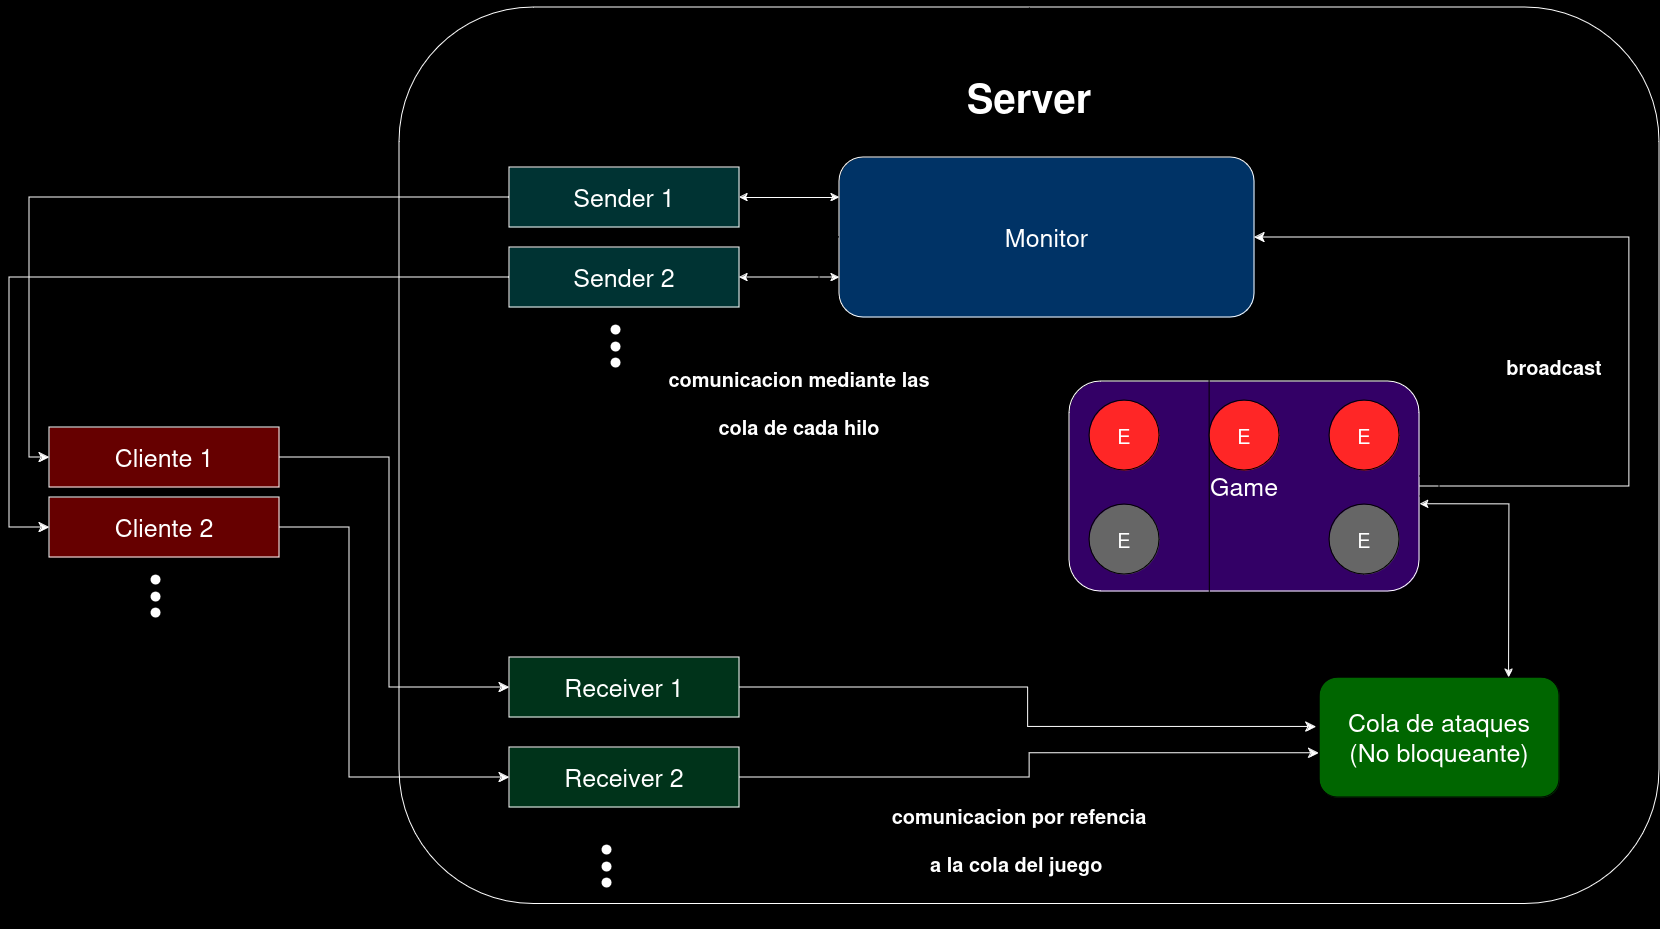 Server
Sender 1
Monitor
Sender 2
comunicacion mediante las
cola de cada hilo
broadcast
E
E
E
Game
E
E
Cliente 1
Cliente 2
Receiver 1
Receiver 2
Cola de ataques
(No bloqueante)
comunicacion por refencia
a la cola del juego